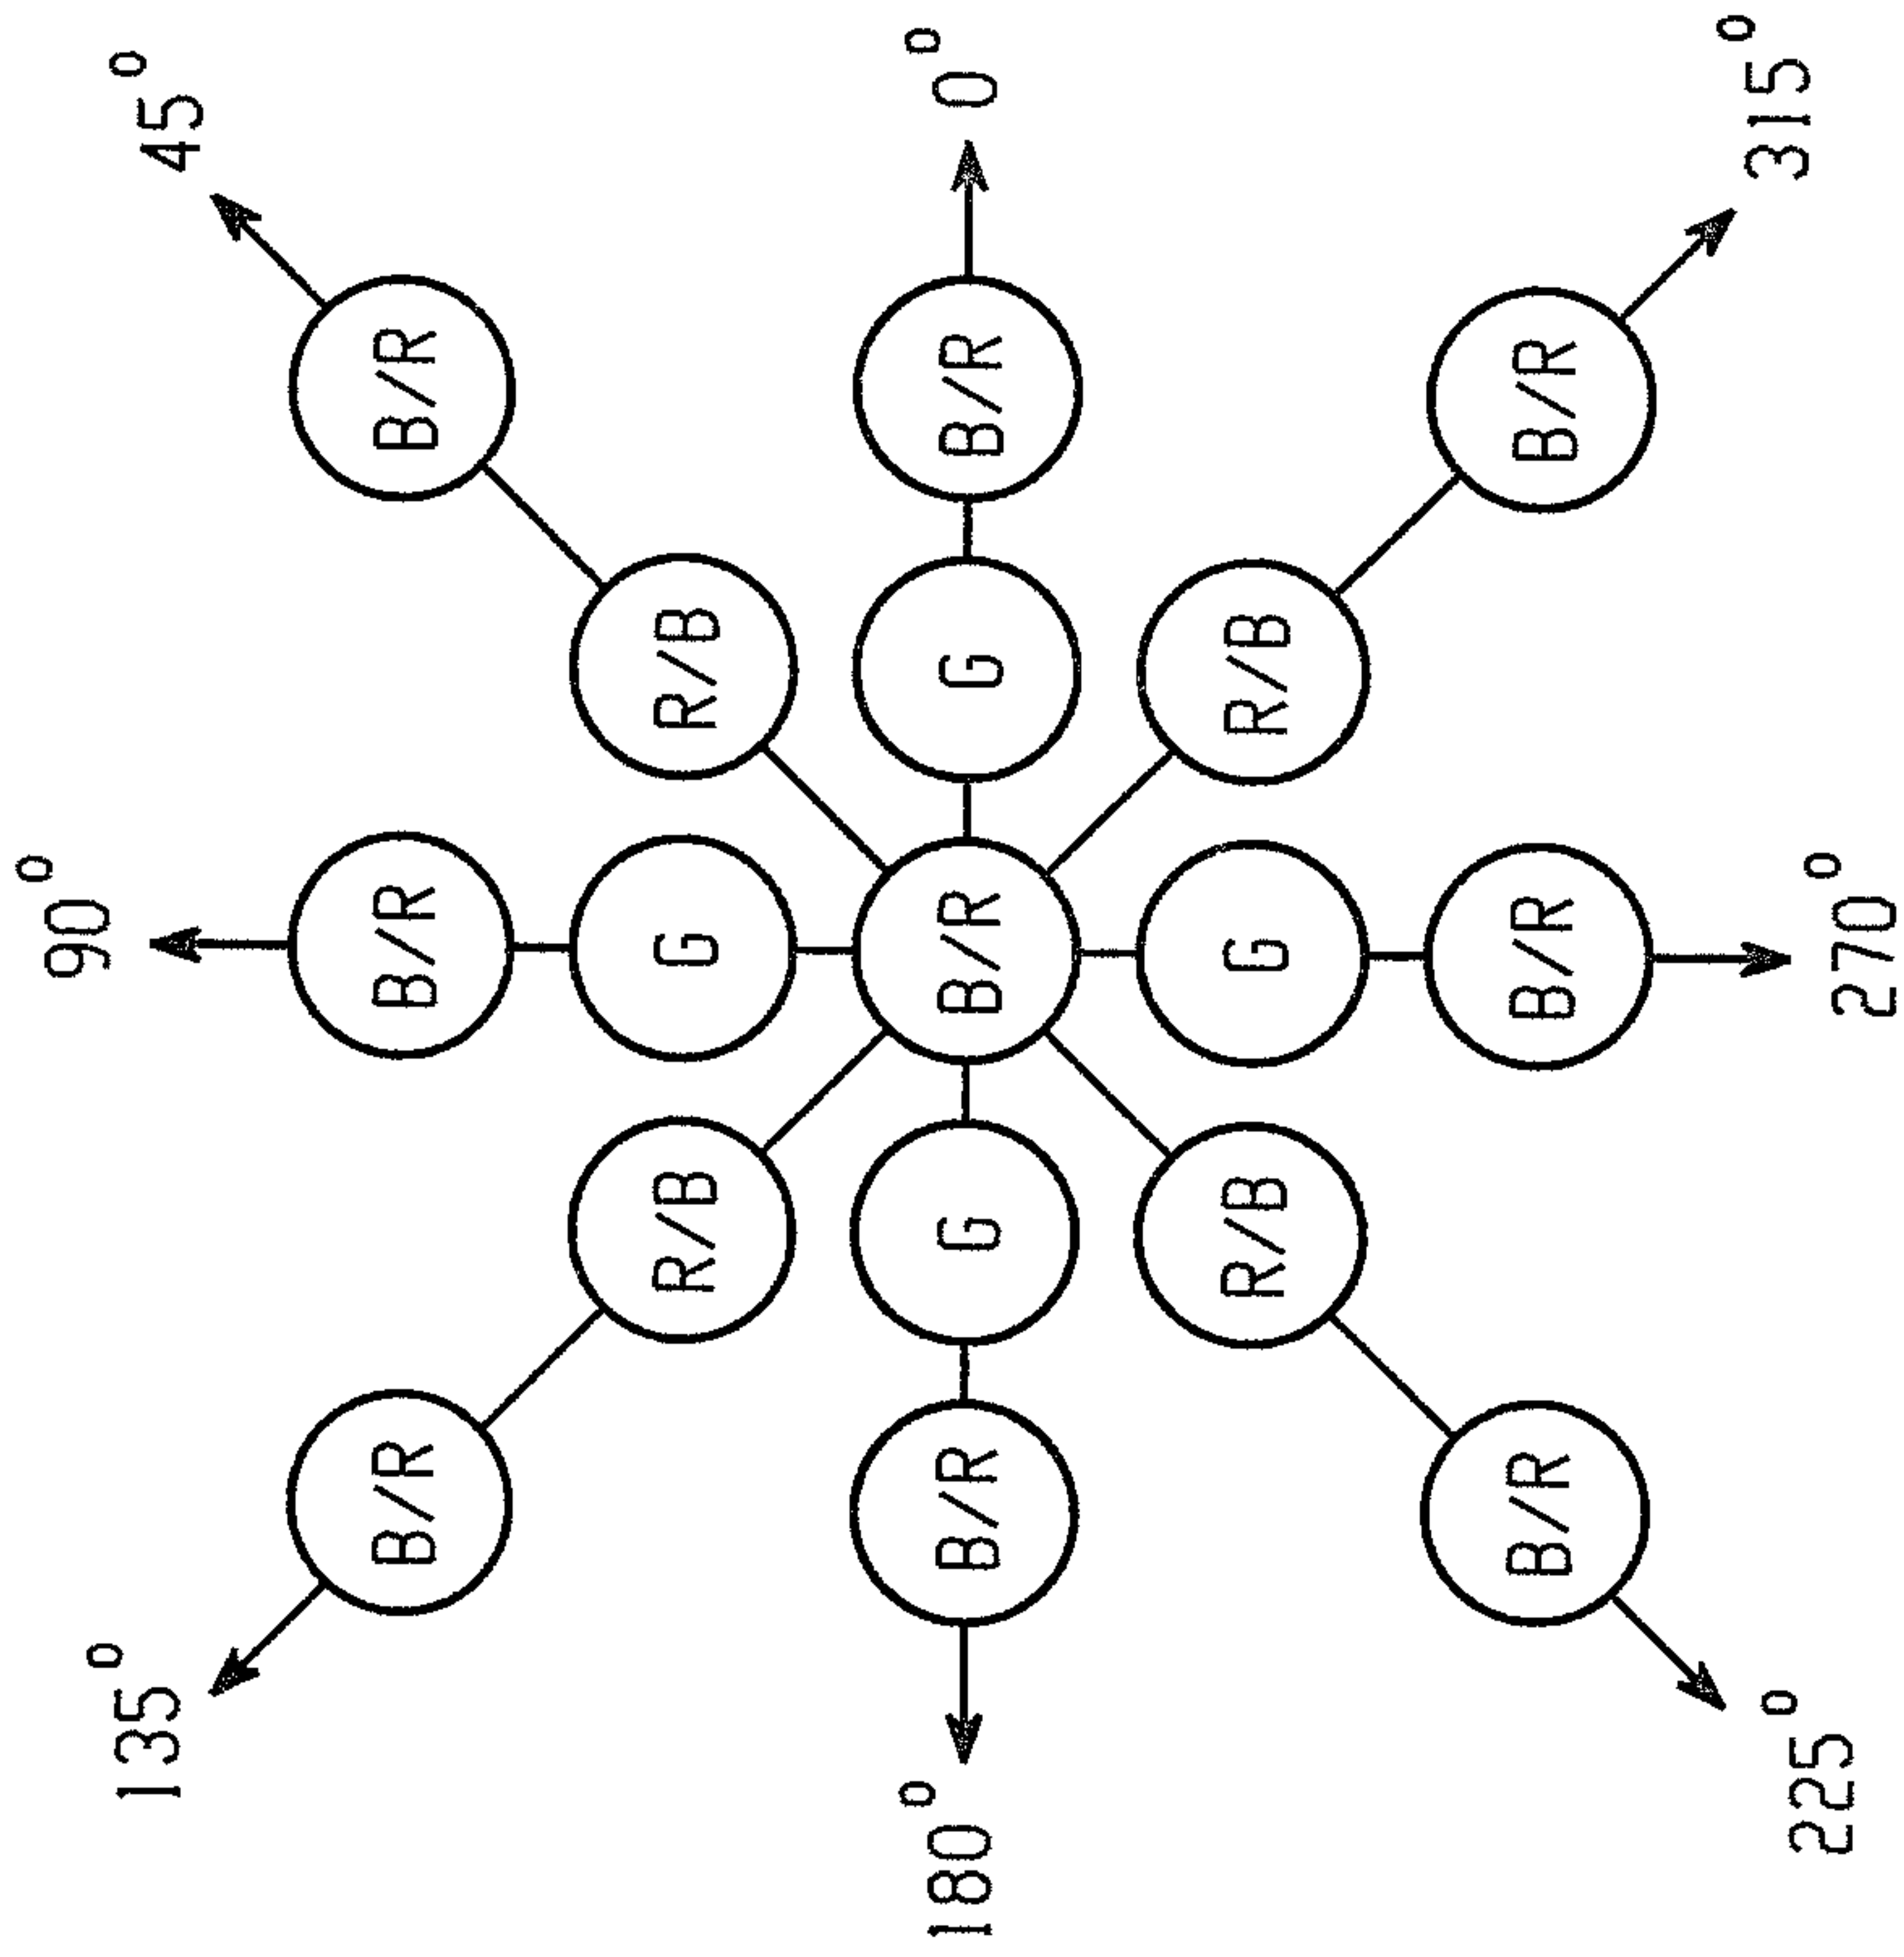 135° 90° 45°
B/R B/R B/R
R/B G R/B
180° B/R G B/R G B/R 0°
R/B G R/B
B/R B/R B/R
225° 270° 315°